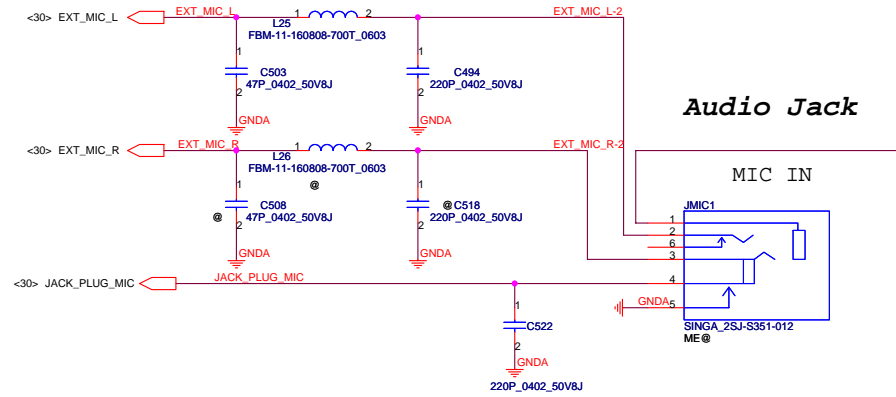 <30> EXT_MIC_L
EXT_MIC_L
1
L25
2
FBM-11-160808-700T_0603
EXT_MIC_L-2
1
C503
2
47P_0402_50V8J
GNDA
1
C494
2
220P_0402_50V8J
GNDA
Audio Jack
<30> EXT_MIC_R
EXT_MIC_R
1
L26
2
FBM-11-160808-700T_0603
@
EXT_MIC_R-2
MIC IN
1
@
C508
2
47P_0402_50V8J
GNDA
1
@
C518
2
220P_0402_50V8J
GNDA
JMIC1
1
2
6
3
4
5
GNDA
SINGA_2SJ-S351-012
ME@
<30> JACK_PLUG_MIC
JACK_PLUG_MIC
1
C522
2
GNDA
220P_0402_50V8J